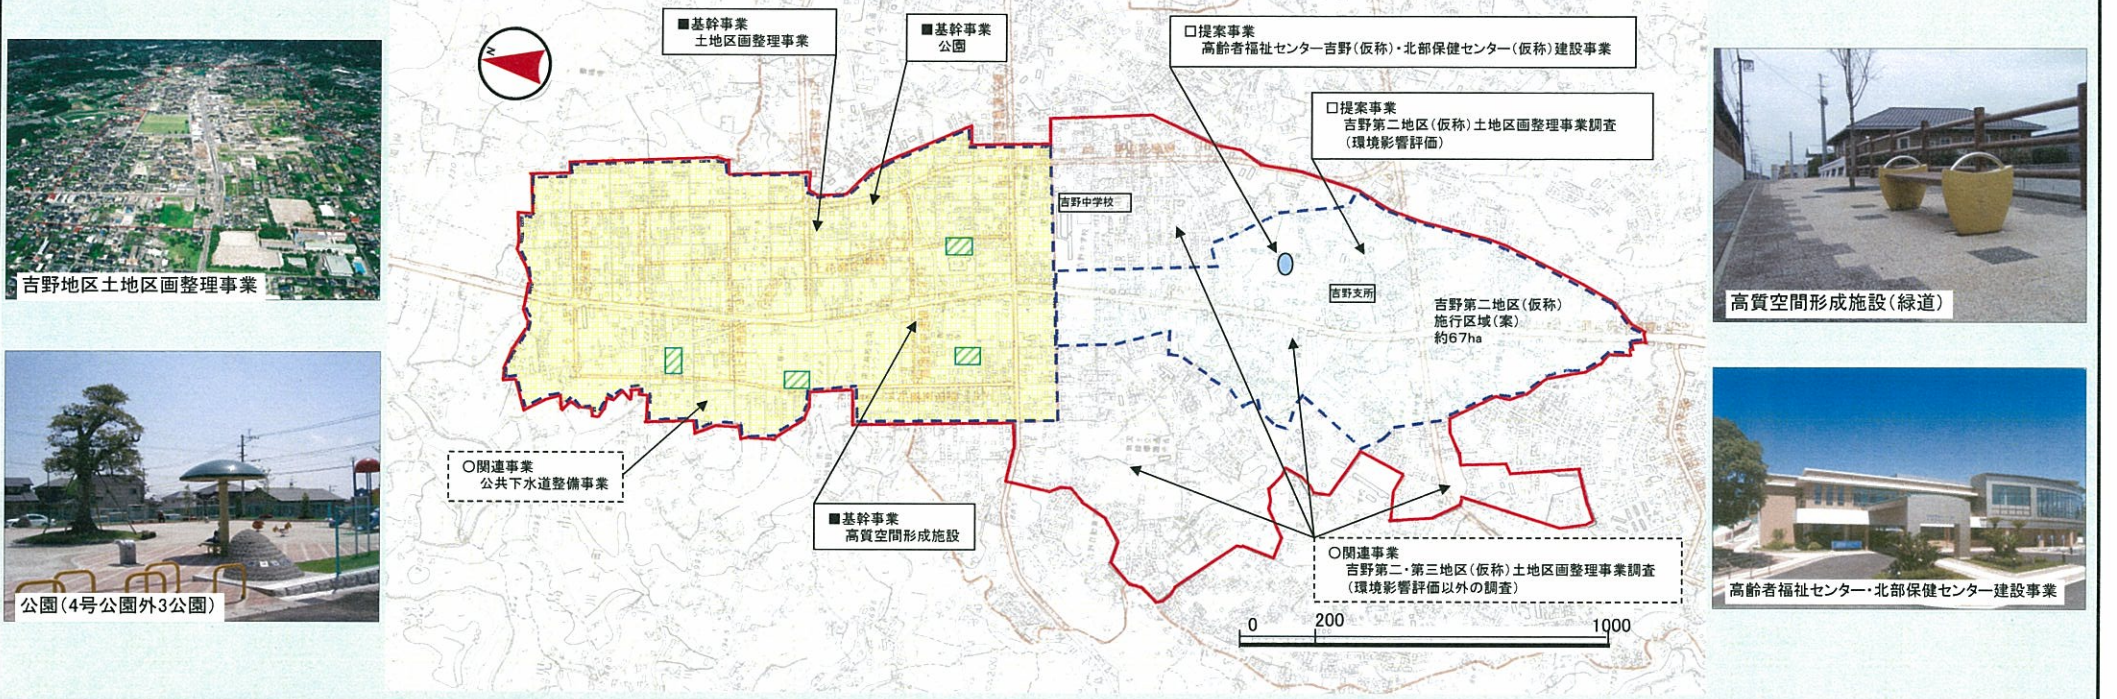 ■基幹事業
土地区画整理事業
■基幹事業
公園
□提案事業
高齢者福祉センター吉野(仮称)・北部保健センター(仮称)建設事業
□提案事業
吉野第二地区(仮称)土地区画整理事業調査
(環境影響評価)
N
吉野地区土地区画整理事業
吉野中学校
吉野支所
吉野第二地区(仮称)
施行区域(案)
約67ha
高質空間形成施設(緑道)
○関連事業
公共下水道整備事業
■基幹事業
高質空間形成施設
○関連事業
吉野第二・第三地区(仮称)土地区画整理事業調査
(環境影響評価以外の調査)
公園(4号公園外3公園)
高齢者福祉センター・北部保健センター建設事業
0 200 1000